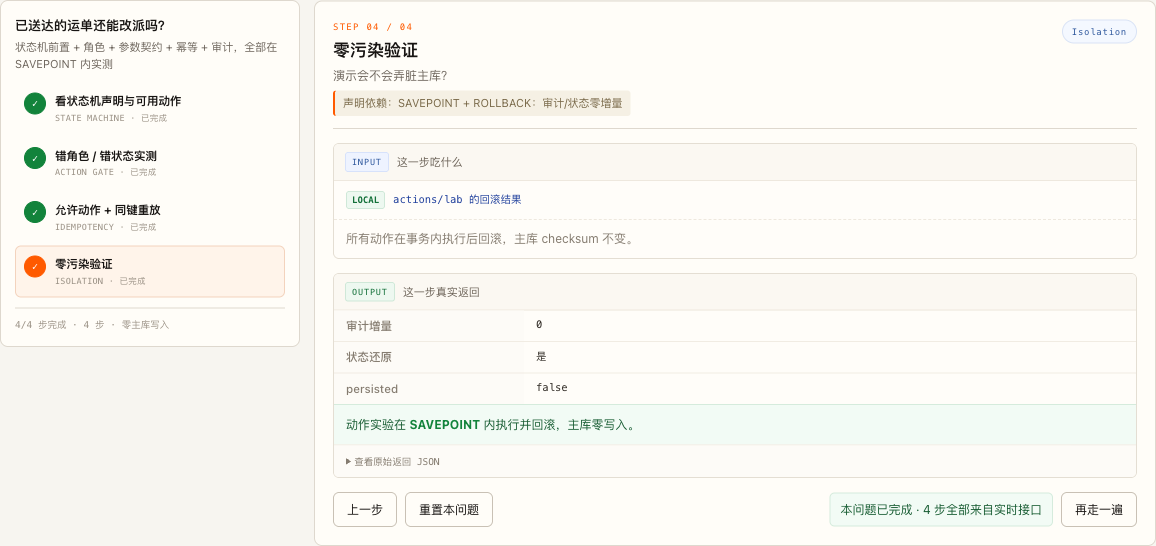 已送达的运单还能改派吗?
状态机前置 + 角色 + 参数契约 + 幂等 + 审计，全部在
SAVEPOINT 内实测
✓ 看状态机声明与可用动作
STATE MACHINE · 已完成
✓ 错角色 / 错状态实测
ACTION GATE · 已完成
✓ 允许动作 + 同键重放
IDEMPOTENCY · 已完成
✓ 零污染验证
ISOLATION · 已完成
4/4 步完成 · 4 步 · 零主库写入
STEP 04 / 04
零污染验证
Isolation
演示会不会弄脏主库?
声明依赖：SAVEPOINT + ROLLBACK：审计/状态零增量
INPUT 这一步吃什么
LOCAL actions/lab 的回滚结果
所有动作在事务内执行后回滚，主库 checksum 不变。
OUTPUT 这一步真实返回
审计增量 0
状态还原 是
persisted false
动作实验在 SAVEPOINT 内执行并回滚，主库零写入。
▶ 查看原始返回 JSON
上一步 重置本问题 本问题已完成 · 4 步全部来自实时接口 再走一遍